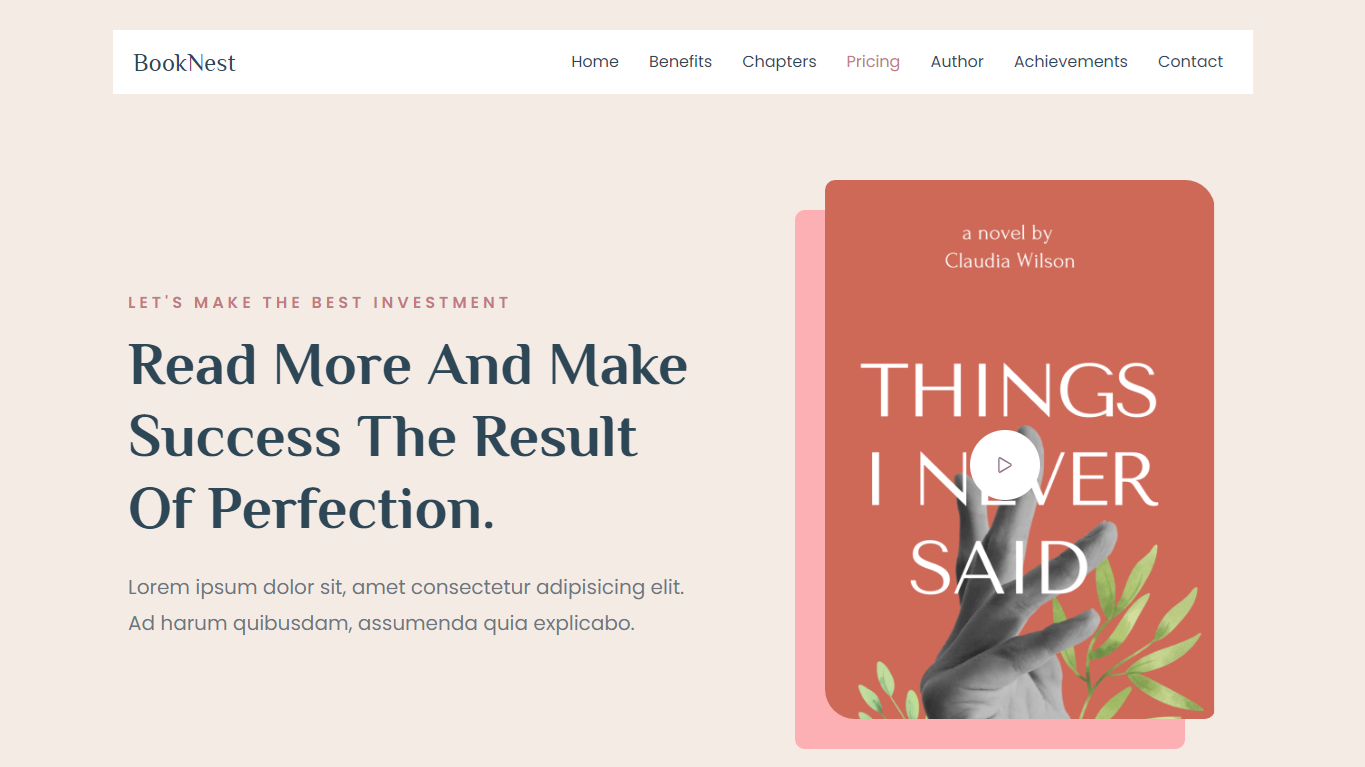 BookNest
Home Benefits Chapters Pricing Author Achievements Contact
LET'S MAKE THE BEST INVESTMENT
Read More And Make
Success The Result
Of Perfection.
Lorem ipsum dolor sit, amet consectetur adipisicing elit.
Ad harum quibusdam, assumenda quia explicabo.
a novel by
Claudia Wilson
THINGS
I NEVER
SAID